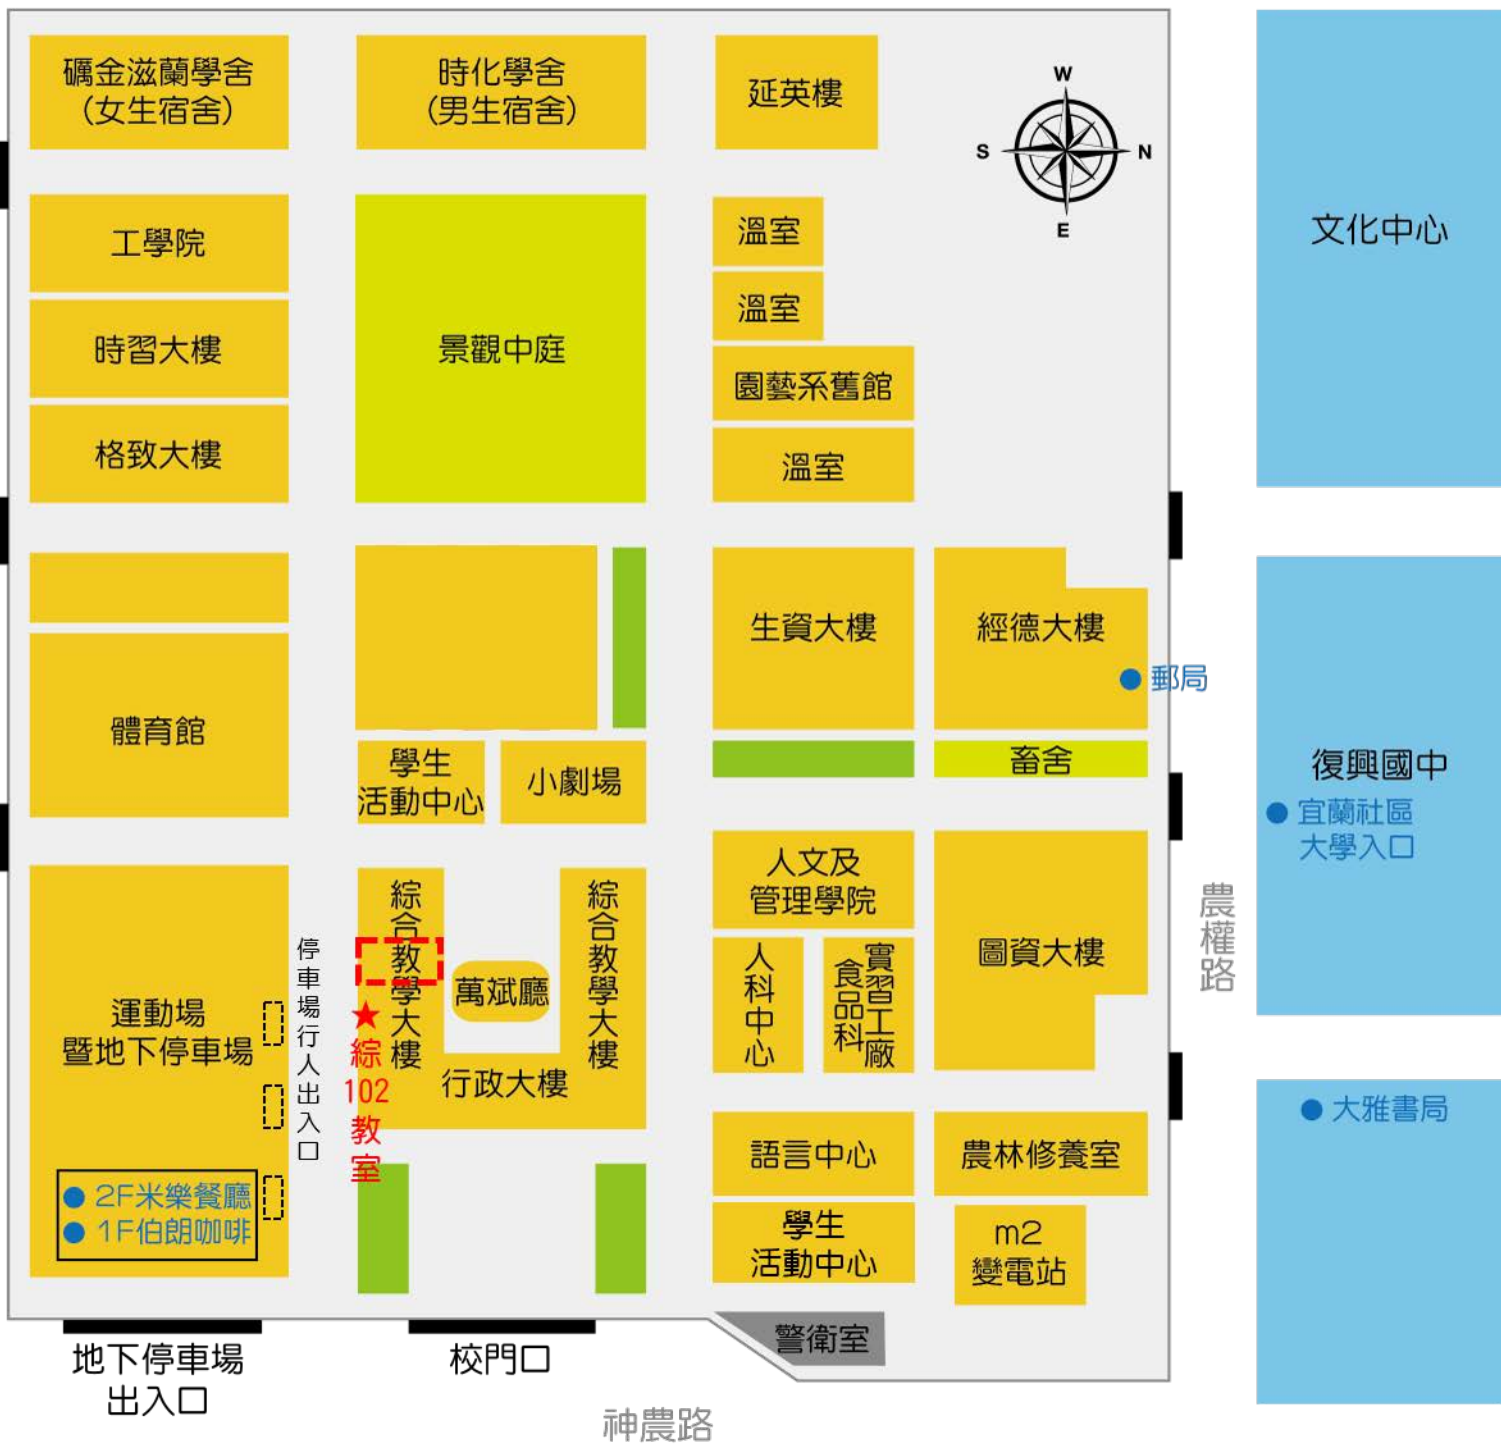 礪金滋蘭學舍
(女生宿舍)
時化學舍
(男生宿舍)
延英樓
W
S
N
E
文化中心
工學院
時習大樓
格致大樓
景觀中庭
溫室
溫室
園藝系舊館
溫室
體育館
學生
活動中心
小劇場
生資大樓
經德大樓
郵局
畜舍
復興國中
宜蘭社區
大學入口
運動場
暨地下停車場
停車場行人出入口
2F米樂餐廳
1F伯朗咖啡
綜合教學大樓
萬斌廳
綜合教學大樓
行政大樓
★
綜
102
教
室
人文及
管理學院
人科中心
實習工廠
食品科
圖資大樓
農權路
語言中心
農林修養室
學生
活動中心
m2
變電站
大雅書局
警衛室
地下停車場
出入口
校門口
神農路